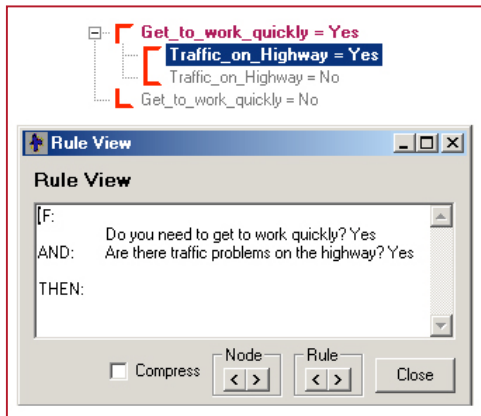 Get_to_work_quickly = Yes
Traffic_on_Highway = Yes
Traffic_on_Highway = No
Get_to_work_quickly = No
Rule View
Rule View
IF:
Do you need to get to work quickly? Yes
AND: Are there traffic problems on the highway? Yes
THEN:
Compress
Node
< >
Rule
< >
Close